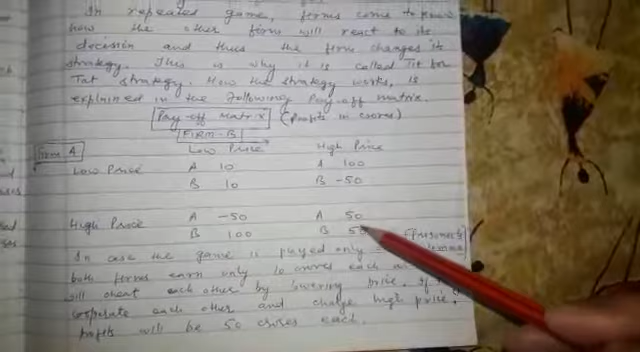 In repeated game, firms come to know
how the other firm will react to its
decision and thus the firm changes its
strategy. This is why it is called Tit for
Tat strategy. How the strategy works, is
explained in the following Pay-off matrix.
Pay-off Matrix (Profits in crores)
FIRM-B
Firm A Low Price High Price
Low Price A 10 A 100
B 10 B -50
High Price A -50 A 50
B 100 B 50
In case the game is played only (Prisoner's
both firms earn only 10 crores each
will cheat each other by lowering price. If
cooperate each other and charge high price,
profits will be 50 crores each.